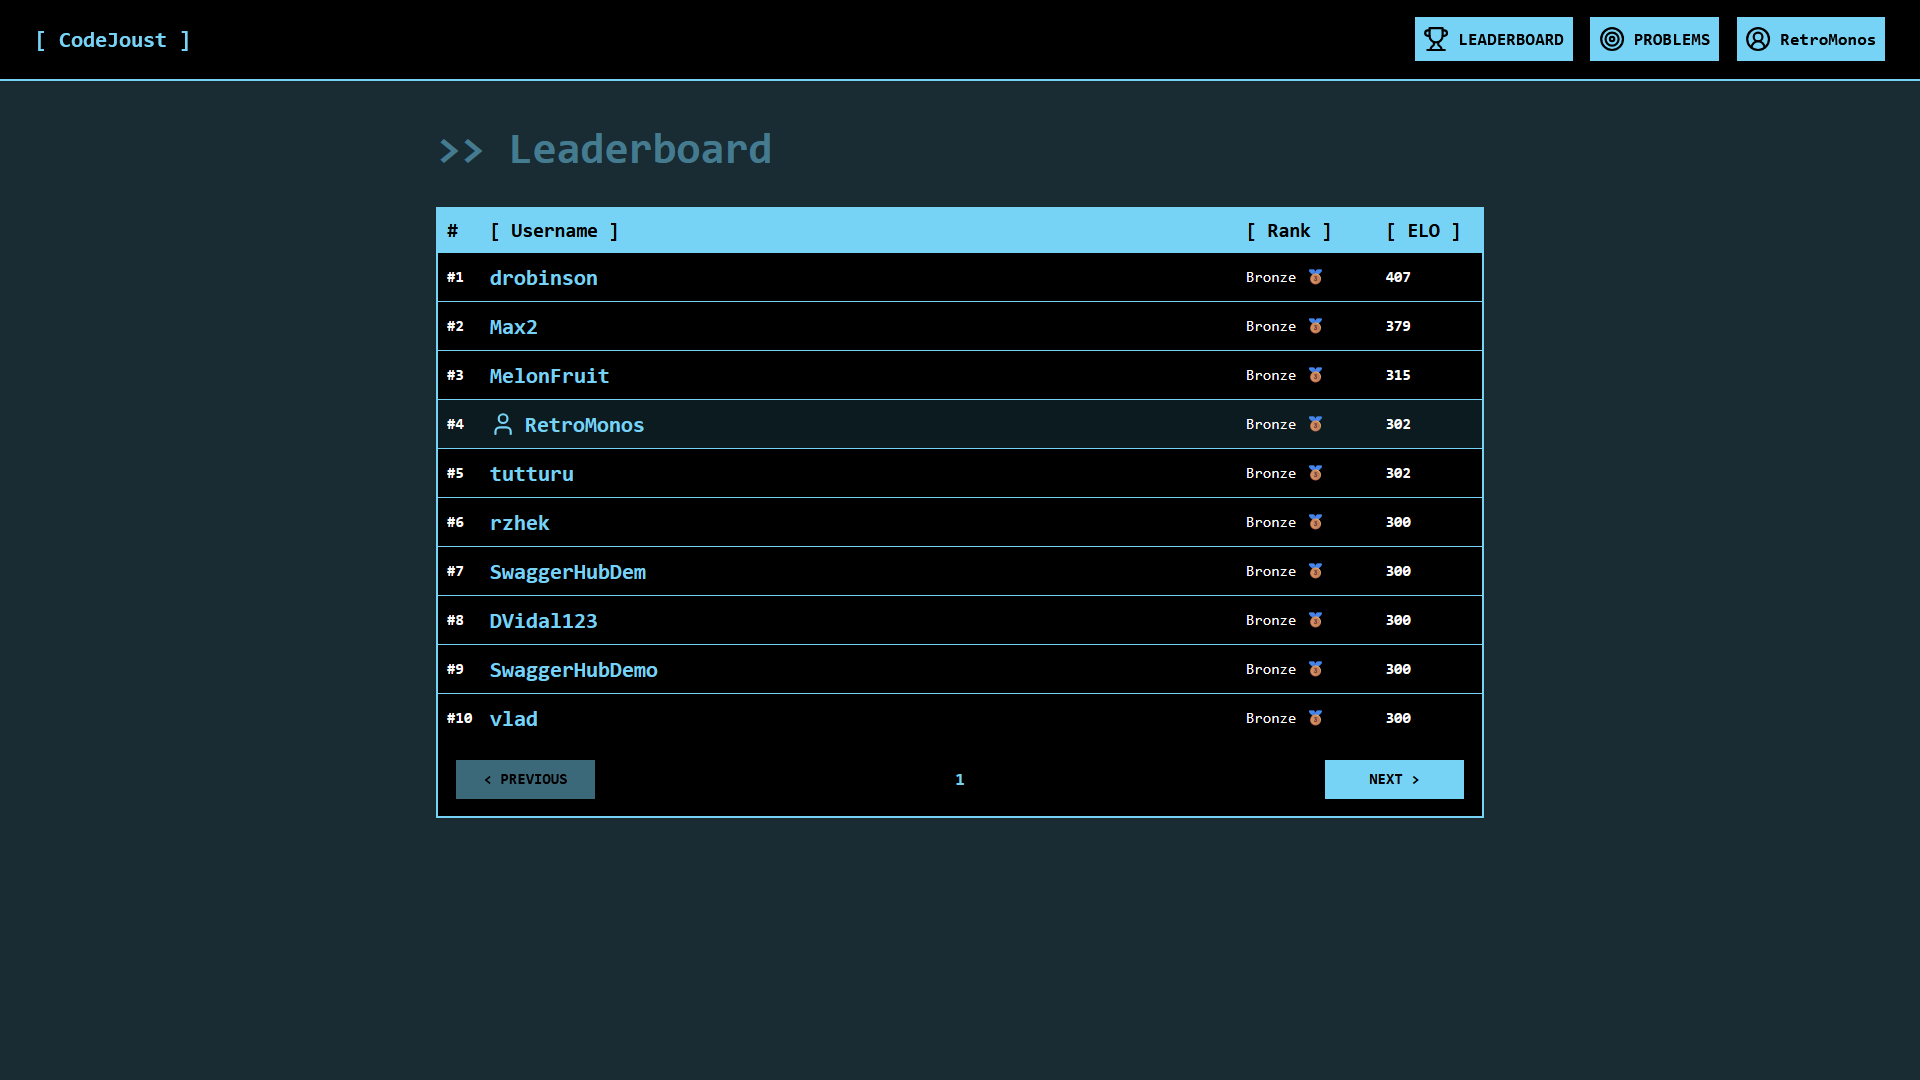 [ CodeJoust ] LEADERBOARD PROBLEMS RetroMonos
>> Leaderboard
# [ Username ] [ Rank ] [ ELO ]
#1 drobinson Bronze 🥉 407
#2 Max2 Bronze 🥉 379
#3 MelonFruit Bronze 🥉 315
#4 RetroMonos Bronze 🥉 302
#5 tutturu Bronze 🥉 302
#6 rzhek Bronze 🥉 300
#7 SwaggerHubDem Bronze 🥉 300
#8 DVidal123 Bronze 🥉 300
#9 SwaggerHubDemo Bronze 🥉 300
#10 vlad Bronze 🥉 300
< PREVIOUS 1 NEXT >